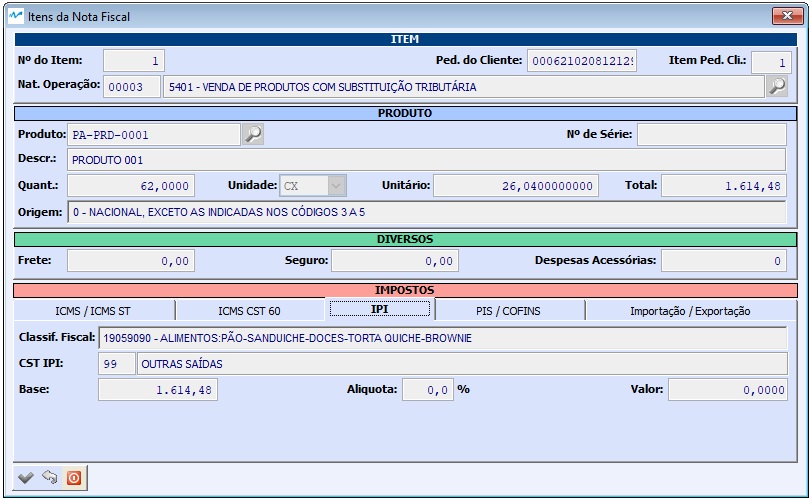 Itens da Nota Fiscal
ITEM
Nº do Item: 1 Ped. do Cliente: 000621020812129 Item Ped. Cli.: 1
Nat. Operação: 00003 5401 - VENDA DE PRODUTOS COM SUBSTITUIÇÃO TRIBUTÁRIA
PRODUTO
Produto: PA-PRD-0001 Nº de Série:
Descr.: PRODUTO 001
Quant.: 62,0000 Unidade: CX Unitário: 26,0400000000 Total: 1.614,48
Origem: 0 - NACIONAL, EXCETO AS INDICADAS NOS CÓDIGOS 3 A 5
DIVERSOS
Frete: 0,00 Seguro: 0,00 Despesas Acessórias: 0
IMPOSTOS
ICMS / ICMS ST ICMS CST 60 IPI PIS / COFINS Importação / Exportação
Classif. Fiscal: 19059090 - ALIMENTOS:PÃO-SANDUICHE-DOCES-TORTA QUICHE-BROWNIE
CST IPI: 99 OUTRAS SAÍDAS
Base: 1.614,48 Aliquota: 0,0 % Valor: 0,0000